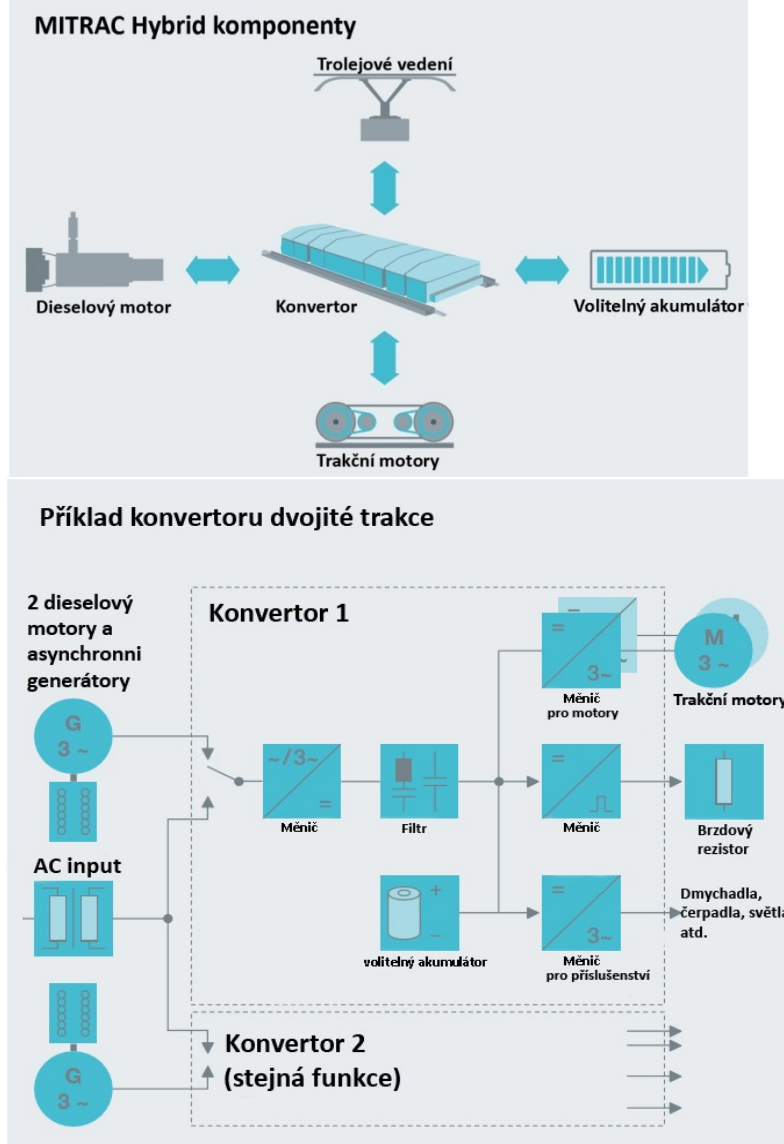 MITRAC Hybrid komponenty
Trolejové vedení
Dieselový motor
Konvertor
Volitelný akumulátor
Trakční motory
Příklad konvertoru dvojité trakce
2 dieselový
motory a
asynchronni
generátory
Konvertor 1
G
3 ~
AC input
~/3~
=
Měnič
Filtr
+
–
volitelný akumulátor
=
~
=
3~
Měnič
pro motory
M
3 ~
Trakční motory
=
Měnič
Brzdový
rezistor
=
3~
Měnič
pro příslušenství
Dmychadla,
čerpadla, světla
atd.
G
3 ~
Konvertor 2
(stejná funkce)